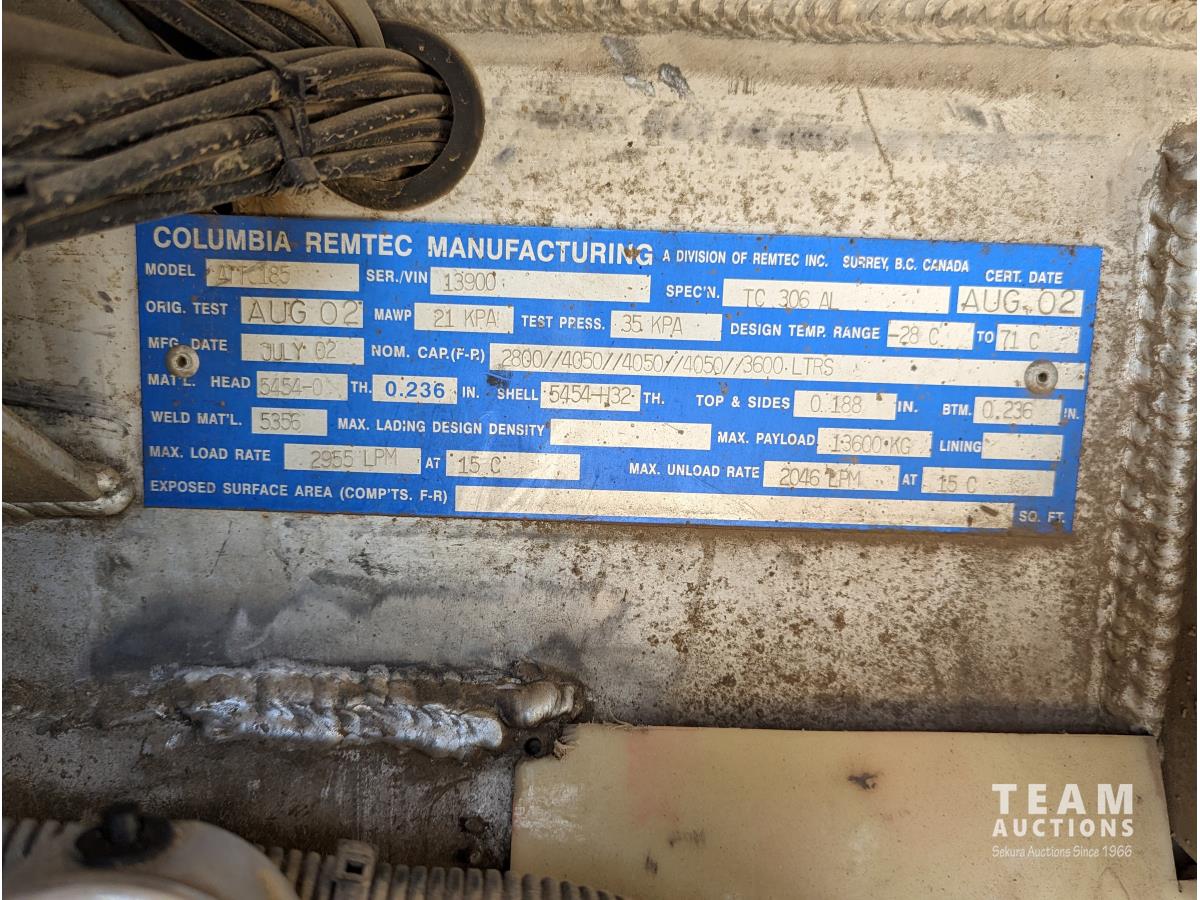 COLUMBIA REMTEC MANUFACTURING A DIVISION OF REMTEC INC. SURREY, B.C. CANADA CERT. DATE
MODEL ATT 185 SER./VIN 13900 SPEC'N. TC 306 AL AUG. 02
ORIG. TEST AUG 02 MAWP 21 KPA TEST PRESS. 35 KPA DESIGN TEMP. RANGE -28 C TO 71 C
MFG. DATE JULY 02 NOM. CAP.(F-R) 2800//4050//4050//4050//3600 LTRS
MAT'L. HEAD 5454-0 TH. 0.236 IN. SHELL 5454-H32 TH. TOP & SIDES 0.188 IN. BTM. 0.236 IN.
WELD MAT'L. 5356 MAX. LADING DESIGN DENSITY MAX. PAYLOAD 13600 KG LINING
MAX. LOAD RATE 2955 LPM AT 15 C MAX. UNLOAD RATE 2046 LPM AT 15 C
EXPOSED SURFACE AREA (COMP'TS. F-R) SQ. FT.
TEAM
AUCTIONS
Sekura Auctions Since 1966